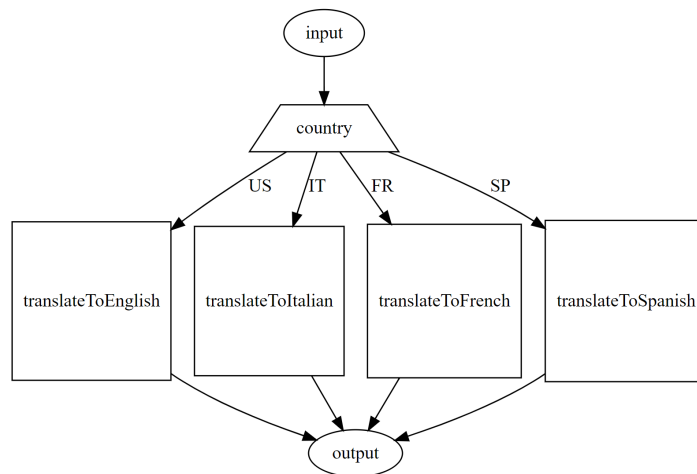 input
country
US
IT
FR
SP
translateToEnglish
translateToItalian
translateToFrench
translateToSpanish
output